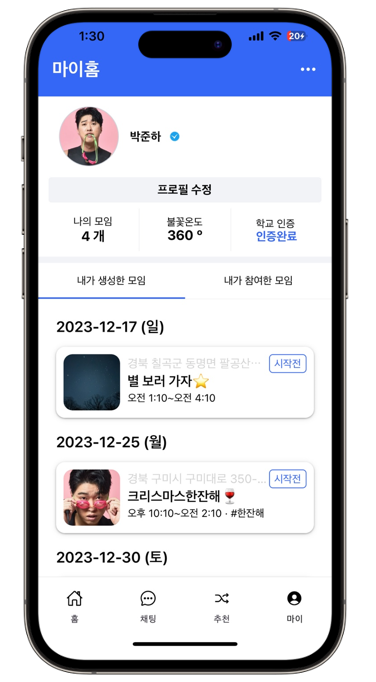 1:30
20
마이홈
박준하
프로필 수정
나의 모임
4 개
불꽃온도
360 º
학교 인증
인증완료
내가 생성한 모임
내가 참여한 모임
2023-12-17 (일)
경북 칠곡군 동명면 팔공산...
시작전
별 보러 가자⭐
오전 1:10~오전 4:10
2023-12-25 (월)
경북 구미시 구미대로 350-...
시작전
크리스마스한잔해🍷
오후 10:10~오전 2:10 · #한잔해
2023-12-30 (토)
홈
채팅
추천
마이